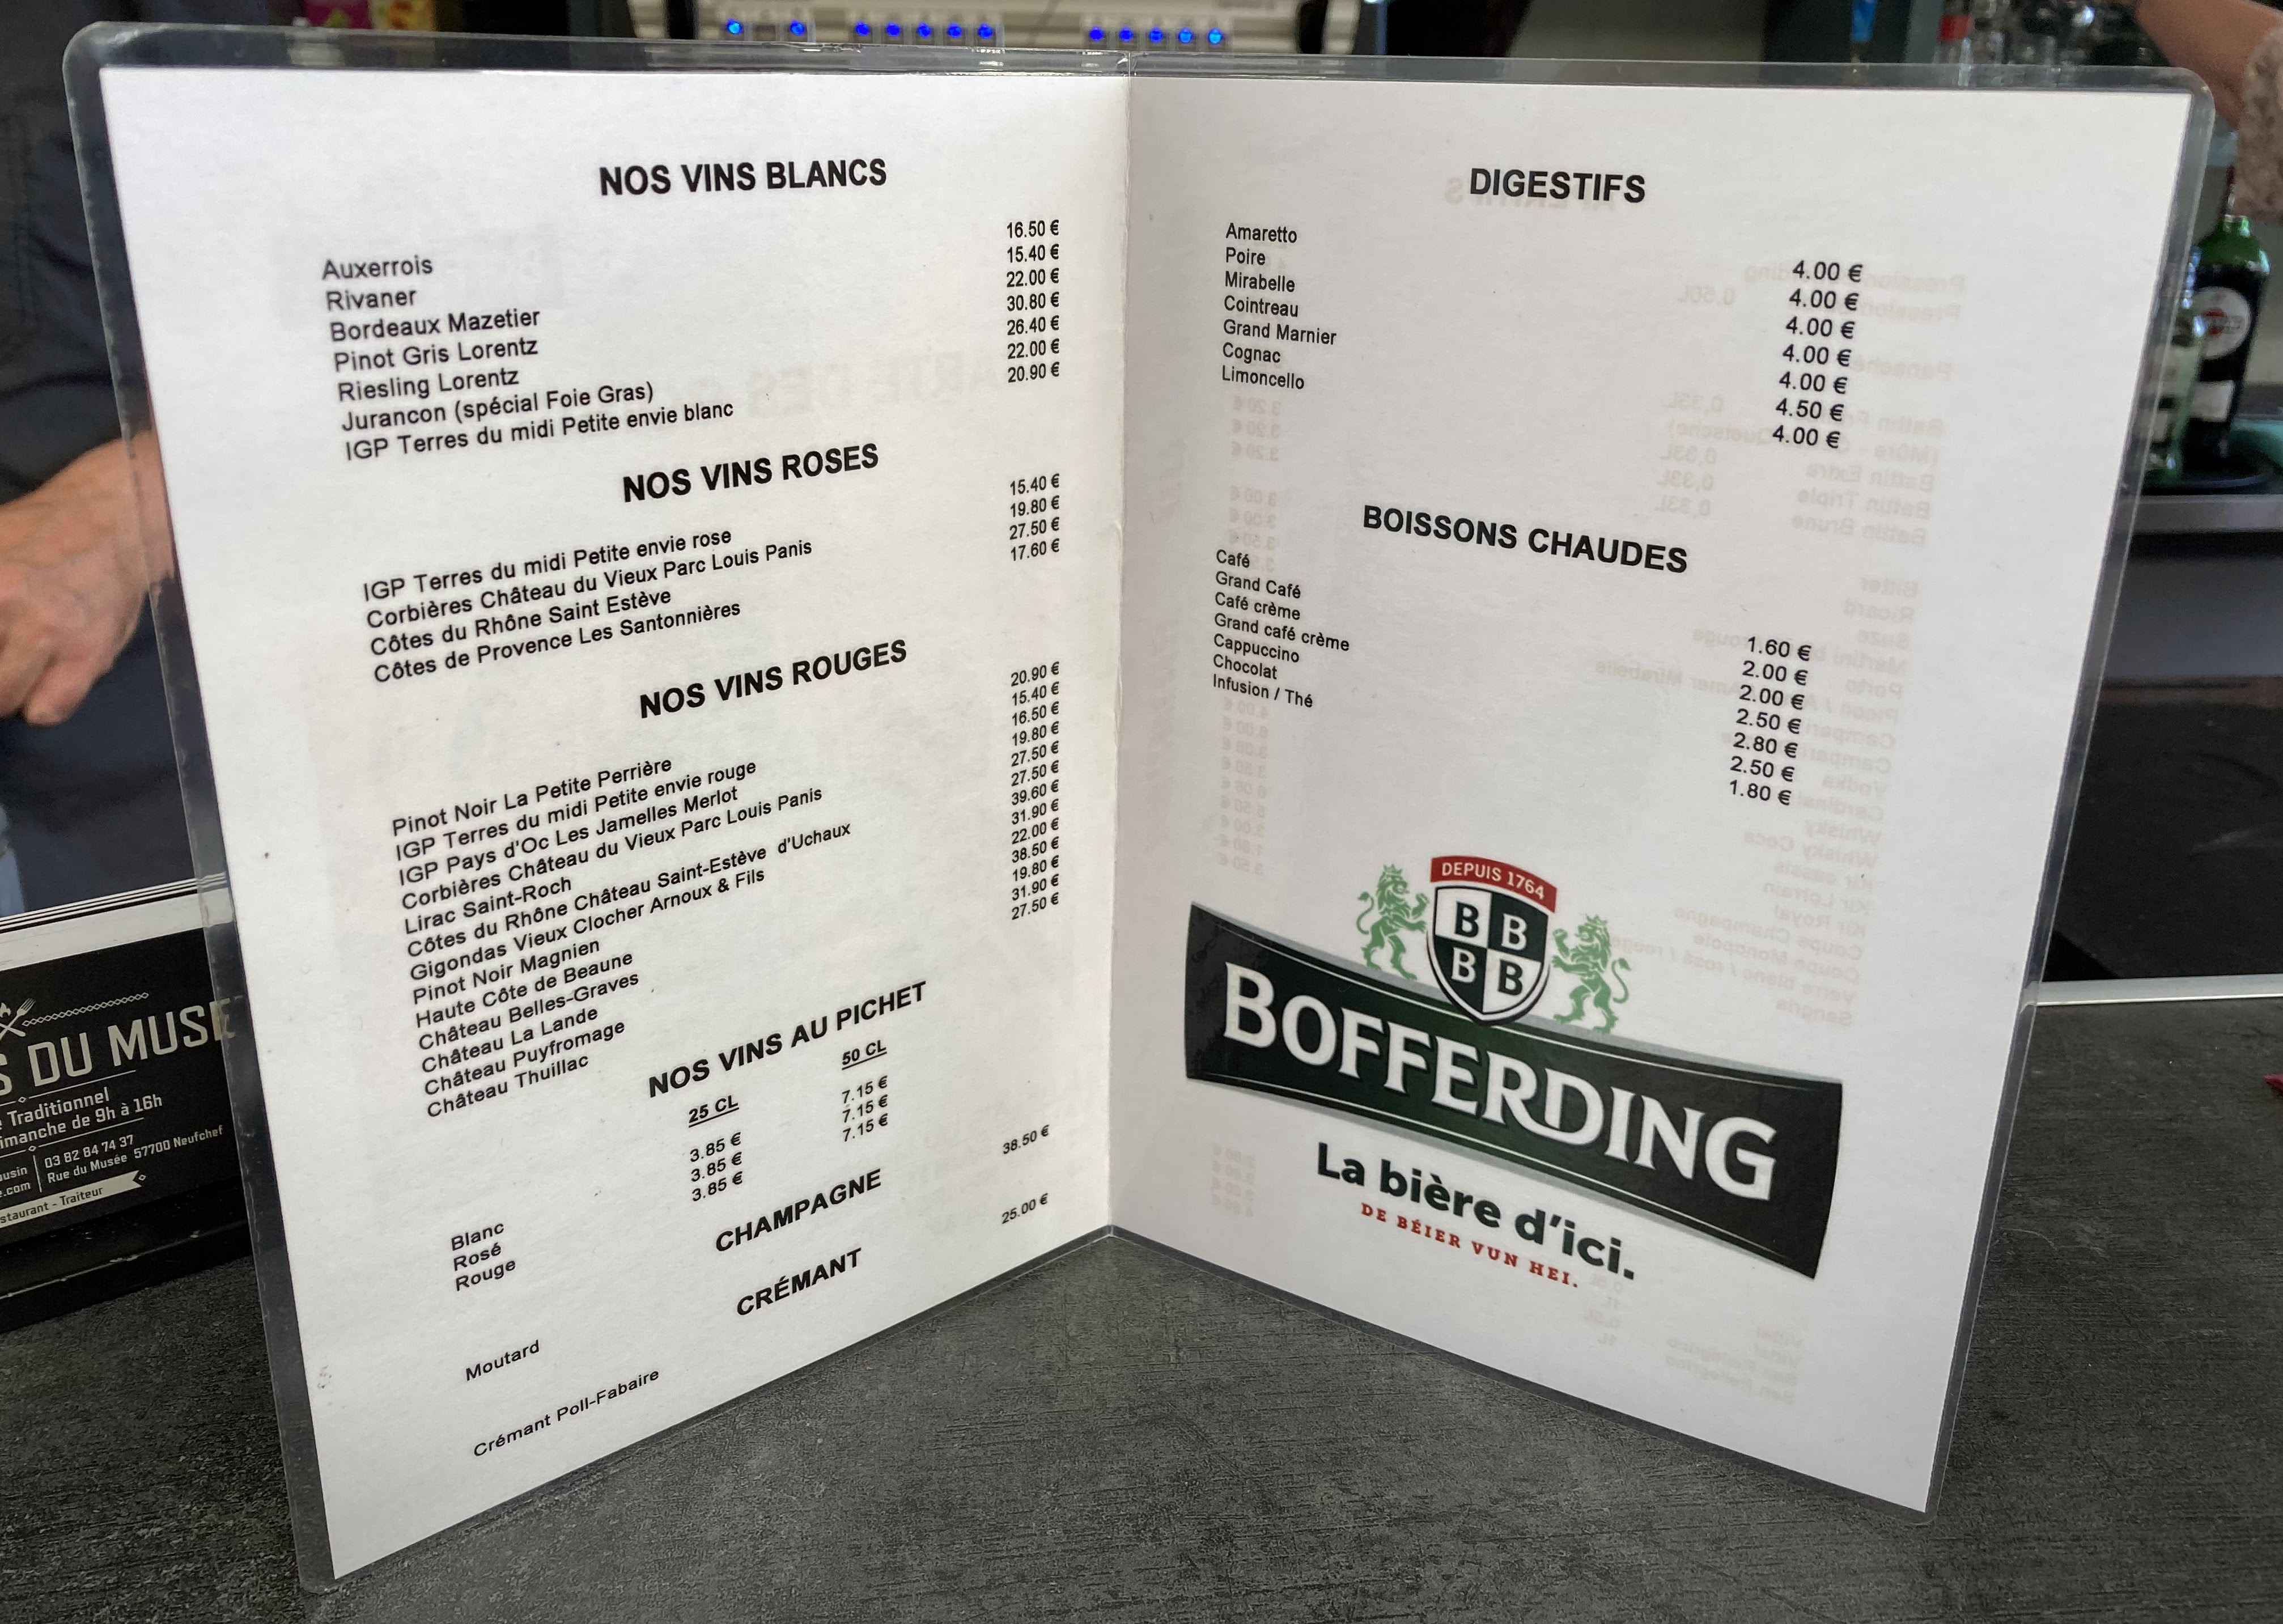 NOS VINS BLANCS
Auxerrois 16.50 €
Rivaner 15.40 €
Bordeaux Mazetier 22.00 €
Pinot Gris Lorentz 30.80 €
Riesling Lorentz 26.40 €
Jurancon (spécial Foie Gras) 22.00 €
IGP Terres du midi Petite envie blanc 20.90 €
NOS VINS ROSES
IGP Terres du midi Petite envie rose 15.40 €
Corbières Château du Vieux Parc Louis Panis 19.80 €
Côtes du Rhône Saint Estève 27.50 €
Côtes de Provence Les Santonnières 17.60 €
NOS VINS ROUGES
Pinot Noir La Petite Perrière 20.90 €
IGP Terres du midi Petite envie rouge 15.40 €
IGP Pays d'Oc Les Jamelles Merlot 16.50 €
Corbières Château du Vieux Parc Louis Panis 19.80 €
Lirac Saint-Roch 27.50 €
Côtes du Rhône Château Saint-Estève d'Uchaux 27.50 €
Gigondas Vieux Clocher Arnoux & Fils 39.60 €
Pinot Noir Magnien 31.90 €
Haute Côte de Beaune 22.00 €
Château Belles-Graves 38.50 €
Château La Lande 19.80 €
Château Puyfromage 31.90 €
Château Thuillac 27.50 €
NOS VINS AU PICHET
25 CL 50 CL
Blanc 3.85 € 7.15 €
Rosé 3.85 € 7.15 €
Rouge 3.85 € 7.15 €
CHAMPAGNE
Moutard 38.50 €
CRÉMANT
Crémant Poll-Fabaire 25.00 €
DIGESTIFS
Amaretto 4.00 €
Poire 4.00 €
Mirabelle 4.00 €
Cointreau 4.00 €
Grand Marnier 4.00 €
Cognac 4.50 €
Limoncello 4.00 €
BOISSONS CHAUDES
Café 1.60 €
Grand Café 2.00 €
Café crème 2.00 €
Grand café crème 2.50 €
Cappuccino 2.80 €
Chocolat 2.50 €
Infusion / Thé 1.80 €
DEPUIS 1764
B B
B B
BOFFERDING
La bière d'ici.
DE BÉIER VUN HEI.
DU MUSE
Traditionnel
imanche de 9h à 16h
03 82 84 74 37
Rue du Musée 57700 Neufchef
.com
staurant - Traiteur